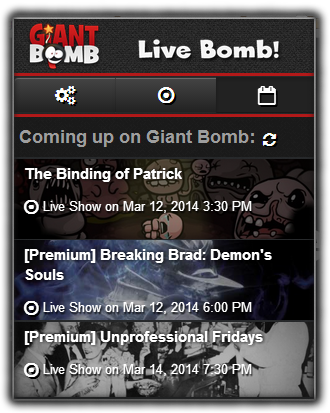 GIANT
BOMB
Live Bomb!
Coming up on Giant Bomb:
The Binding of Patrick
Live Show on Mar 12, 2014 3:30 PM
[Premium] Breaking Brad: Demon's
Souls
Live Show on Mar 12, 2014 6:00 PM
[Premium] Unprofessional Fridays
Live Show on Mar 14, 2014 7:30 PM